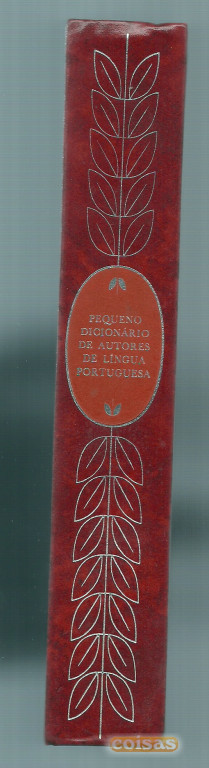 PEQUENO
DICIONÁRIO
DE AUTORES
DE LÍNGUA
PORTUGUESA
coisas